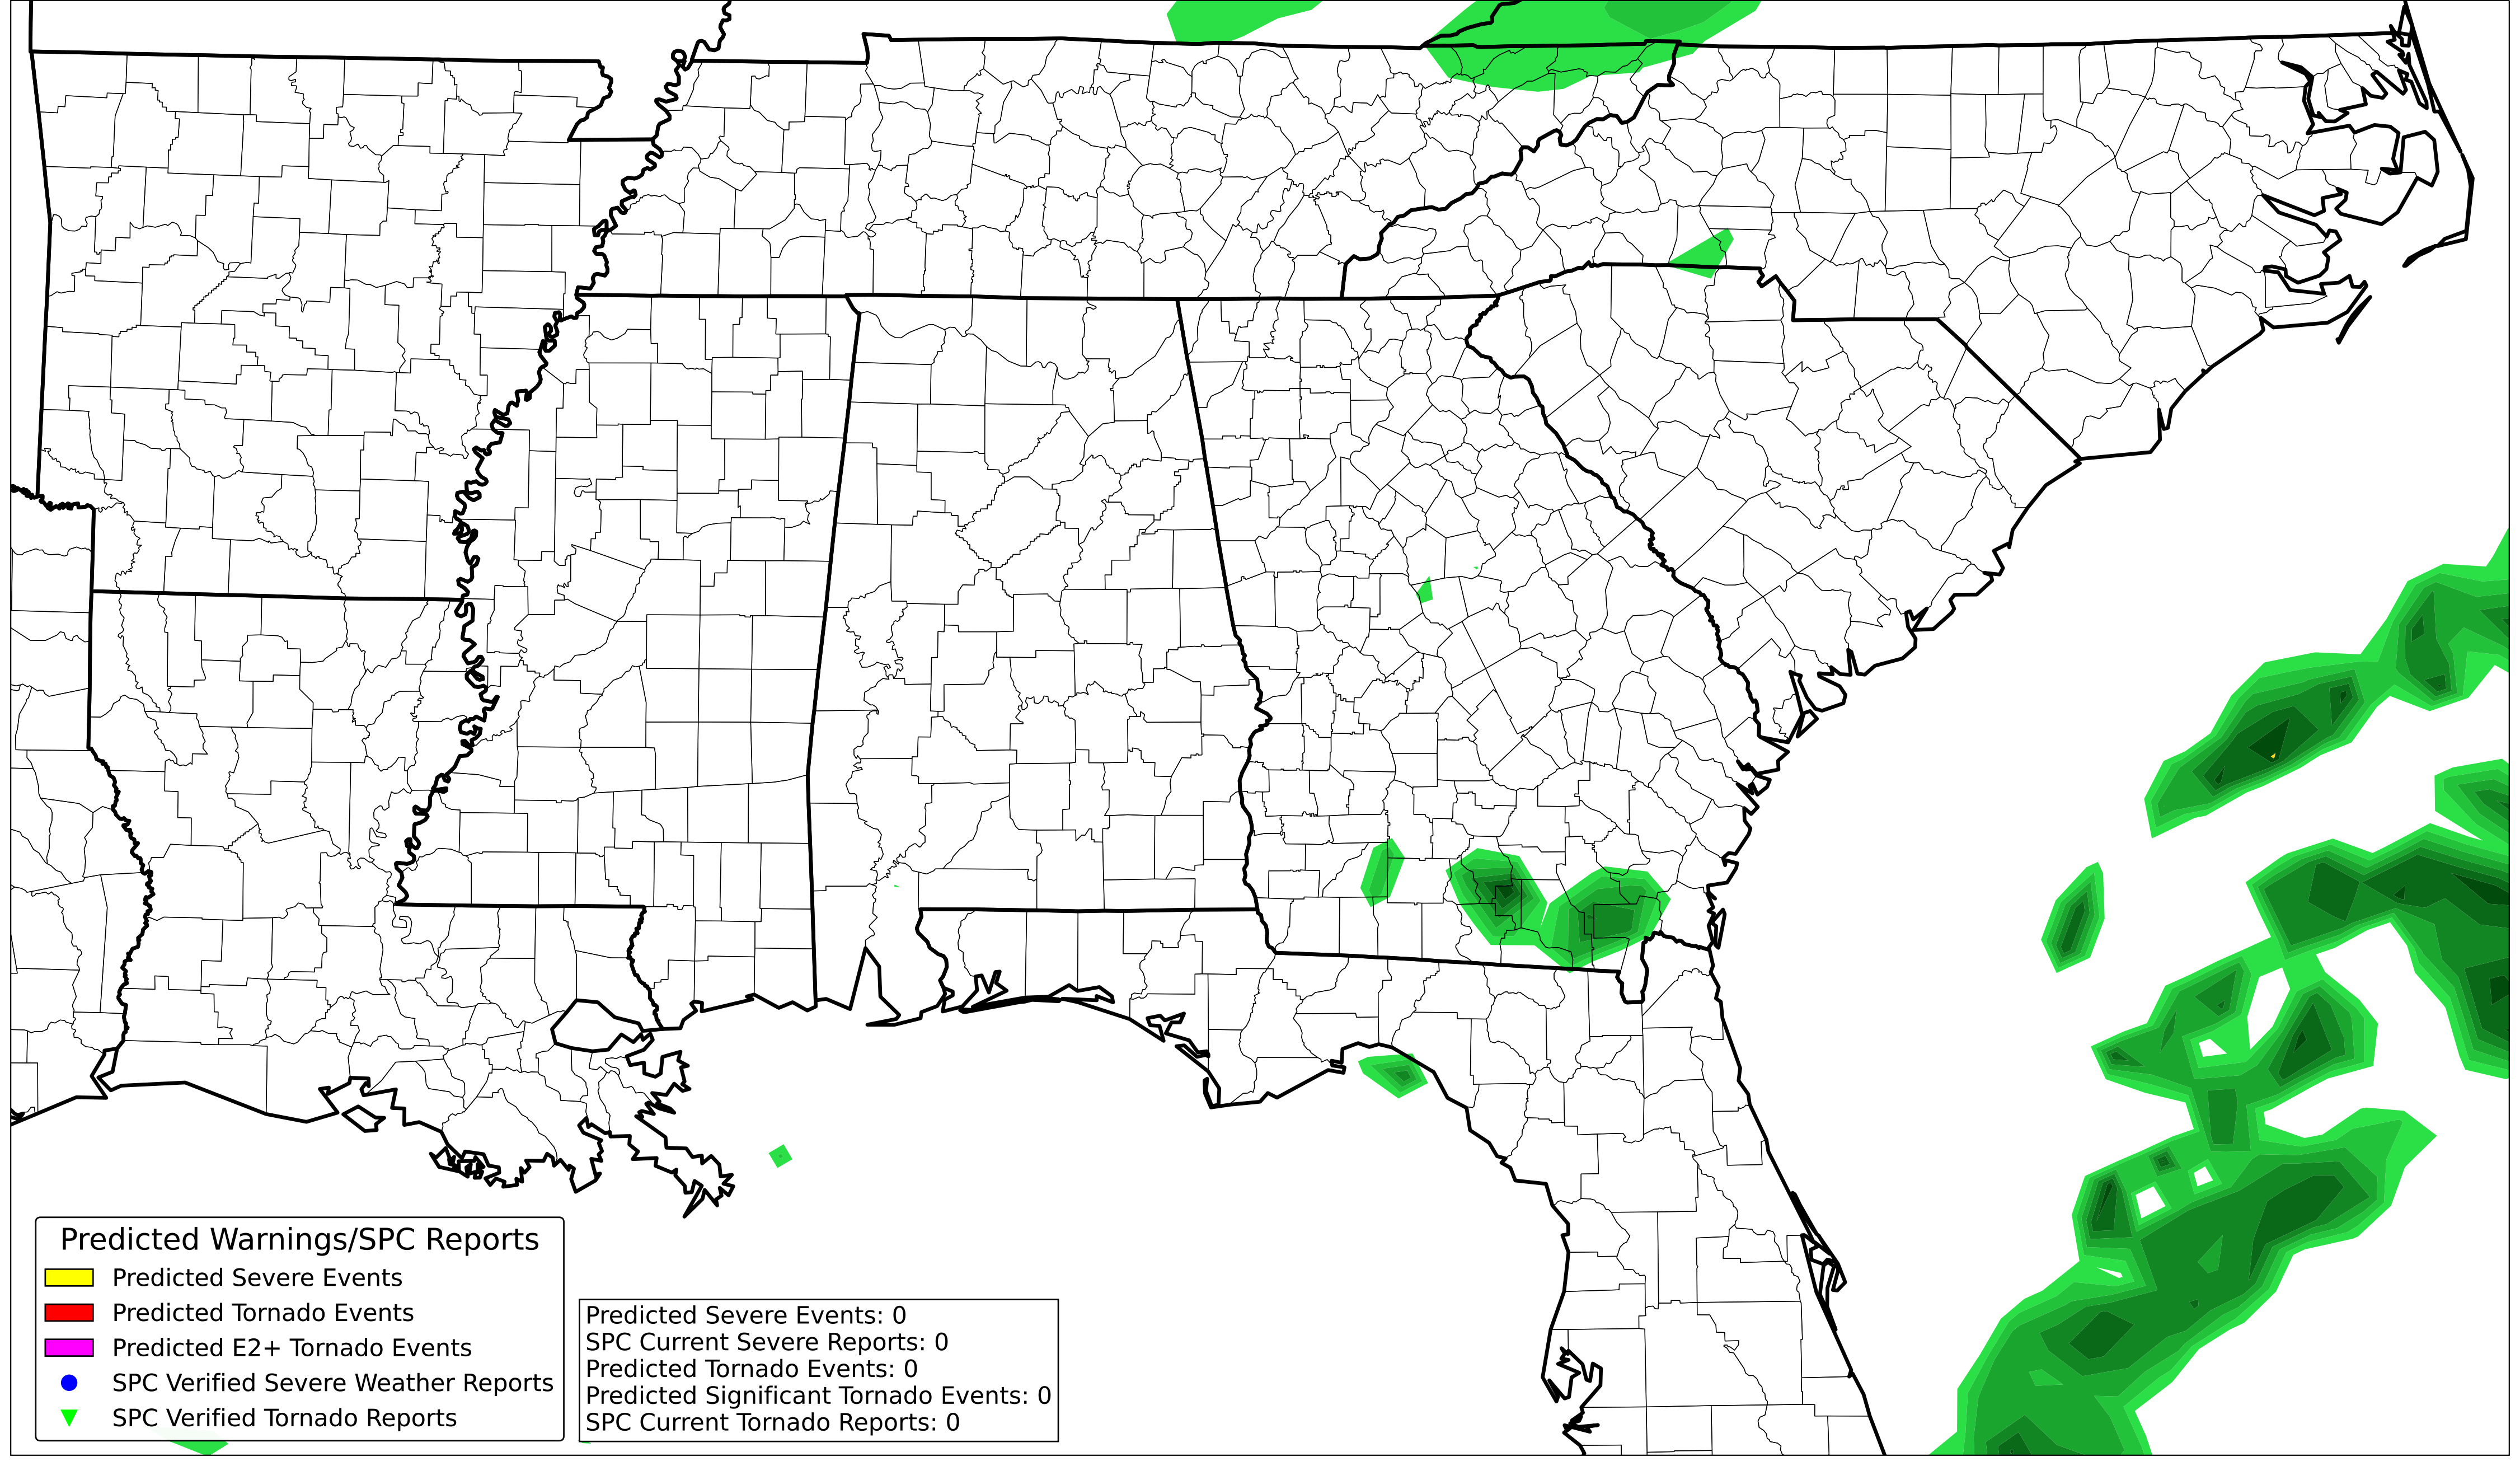 Predicted Warnings/SPC Reports
Predicted Severe Events
Predicted Tornado Events
Predicted E2+ Tornado Events
SPC Verified Severe Weather Reports
SPC Verified Tornado Reports
Predicted Severe Events: 0
SPC Current Severe Reports: 0
Predicted Tornado Events: 0
Predicted Significant Tornado Events: 0
SPC Current Tornado Reports: 0